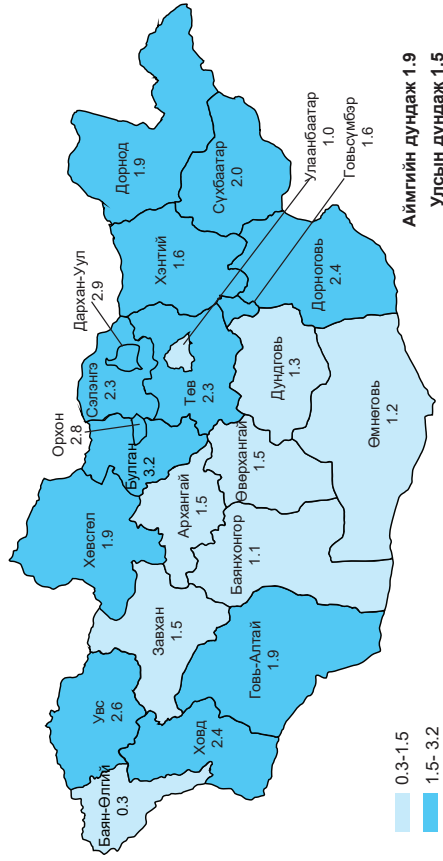 Баян-Өлгий
0.3
Увс
2.6
Ховд
2.4
Завхан
1.5
Говь-Алтай
1.9
Хөвсгөл
1.9
Архангай
1.5
Баянхонгор
1.1
Орхон
2.8
Булган
3.2
Өвөрхангай
1.5
Дархан-Уул
2.9
Сэлэнгэ
2.3
Төв
2.3
Дундговь
1.3
Өмнөговь
1.2
Хэнтий
1.6
Дорнод
1.9
Сүхбаатар
2.0
Дорноговь
2.4
Улаанбаатар
1.0
Говьсүмбэр
1.6
0.3-1.5
1.5- 3.2
Аймгийн дундаж 1.9
Улсын дундаж 1.5